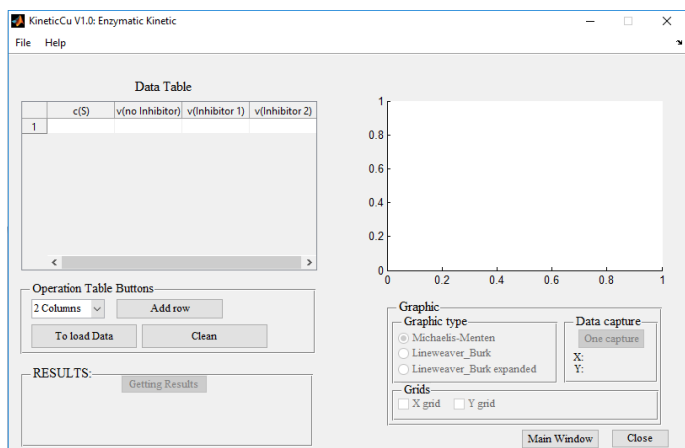 KineticCu V1.0: Enzymatic Kinetic
File Help
Data Table
c(S) v(no Inhibitor) v(Inhibitor 1) v(Inhibitor 2)
1
Operation Table Buttons
2 Columns Add row
To load Data Clean
RESULTS:
Getting Results
1
0.8
0.6
0.4
0.2
0
0 0.2 0.4 0.6 0.8 1
Graphic
Graphic type
Michaelis-Menten
Lineweaver_Burk
Lineweaver_Burk expanded
Data capture
One capture
X:
Y:
Grids
X grid Y grid
Main Window Close